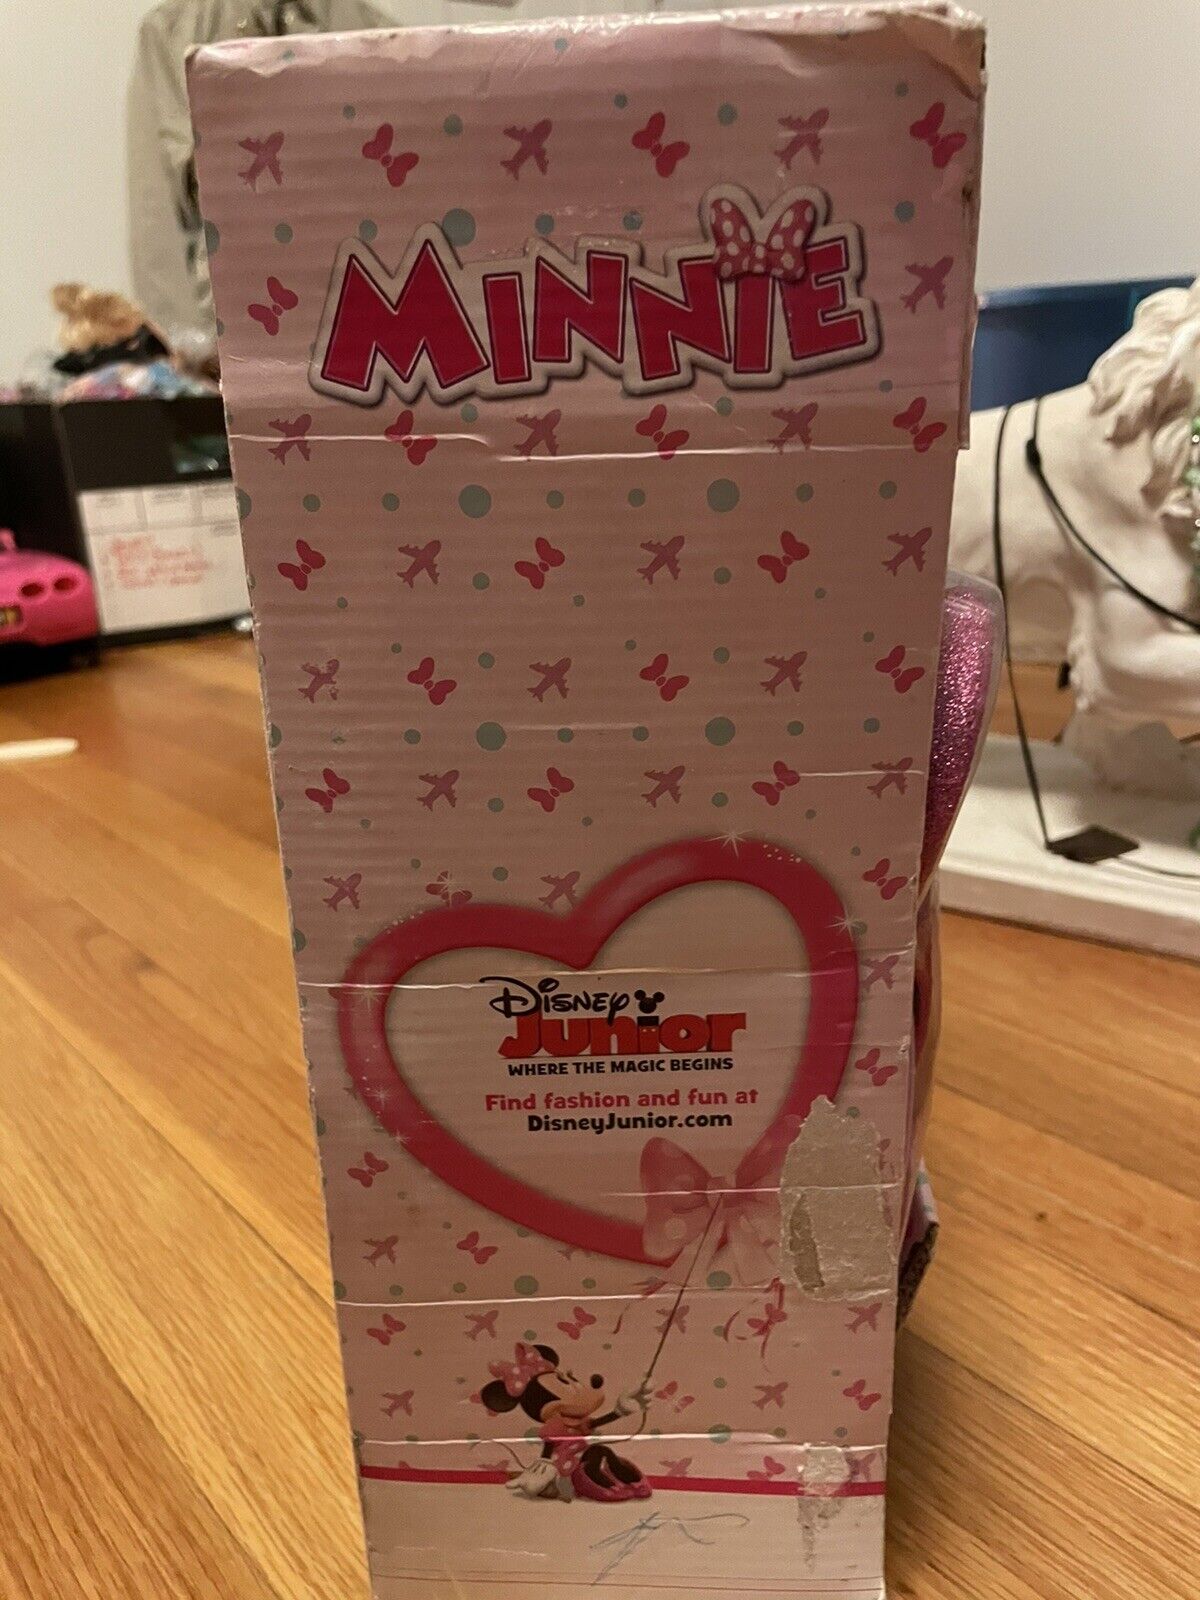 MINNIE
Disney
Junior
WHERE THE MAGIC BEGINS
Find fashion and fun at
DisneyJunior.com